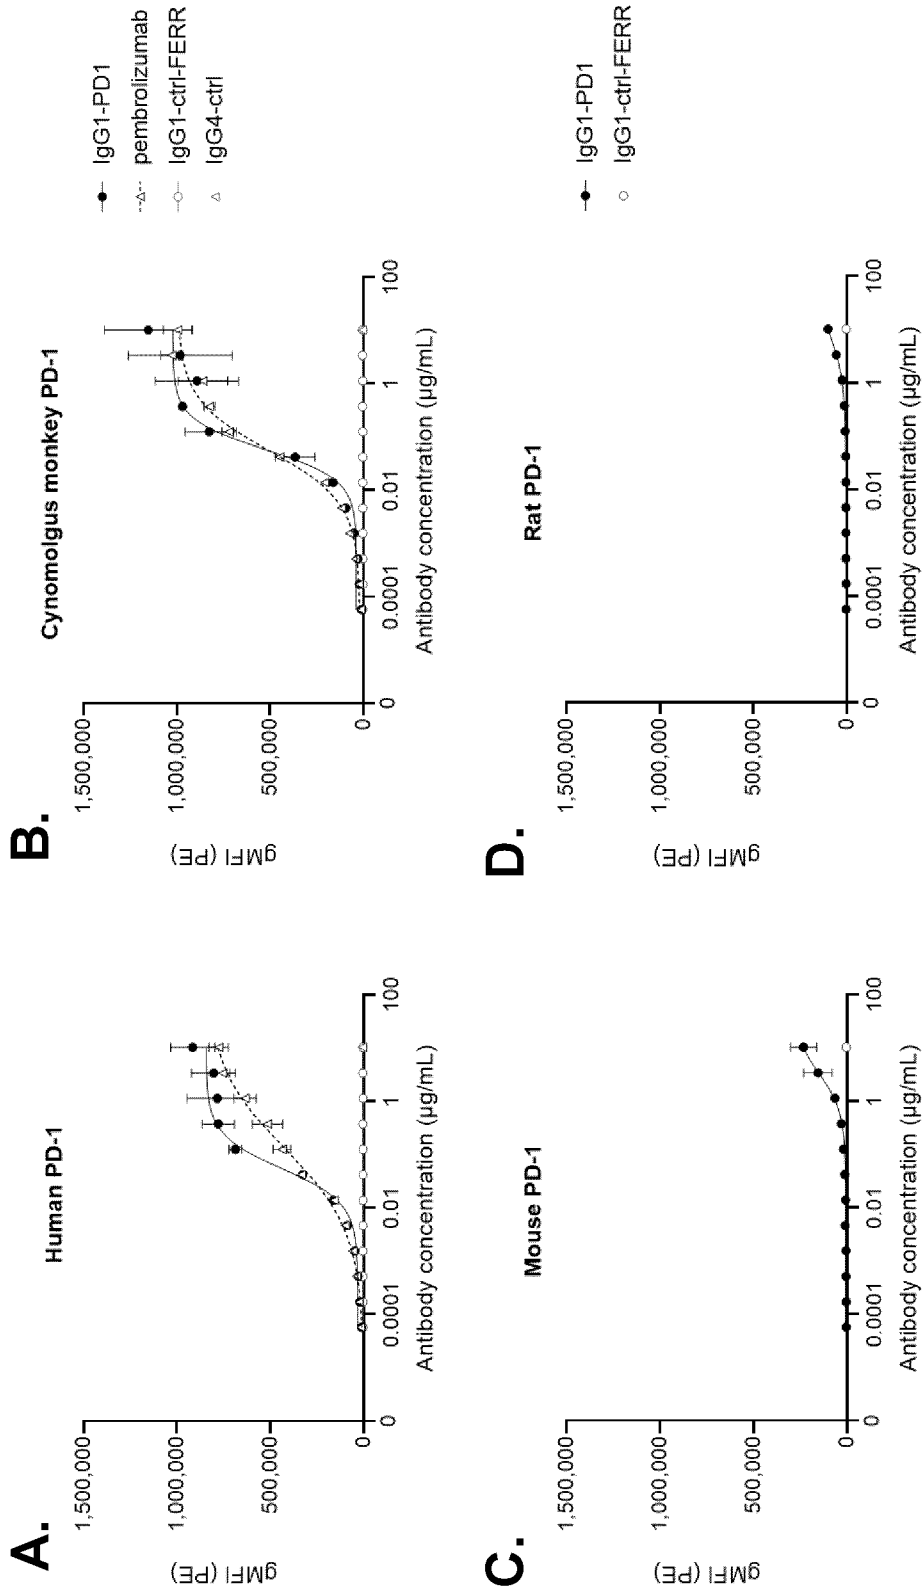 A.
Human PD-1
gMFI (PE)
1,500,000
1,000,000
500,000
0
0
0.0001
0.01
1
100
Antibody concentration (µg/mL)
B.
Cynomolgus monkey PD-1
gMFI (PE)
1,500,000
1,000,000
500,000
0
0
0.0001
0.01
1
100
Antibody concentration (µg/mL)
IgG1-PD1
pembrolizumab
IgG1-ctrl-FERR
IgG4-ctrl
C.
Mouse PD-1
gMFI (PE)
1,500,000
1,000,000
500,000
0
0
0.0001
0.01
1
100
Antibody concentration (µg/mL)
D.
Rat PD-1
gMFI (PE)
1,500,000
1,000,000
500,000
0
0
0.0001
0.01
1
100
Antibody concentration (µg/mL)
IgG1-PD1
IgG1-ctrl-FERR